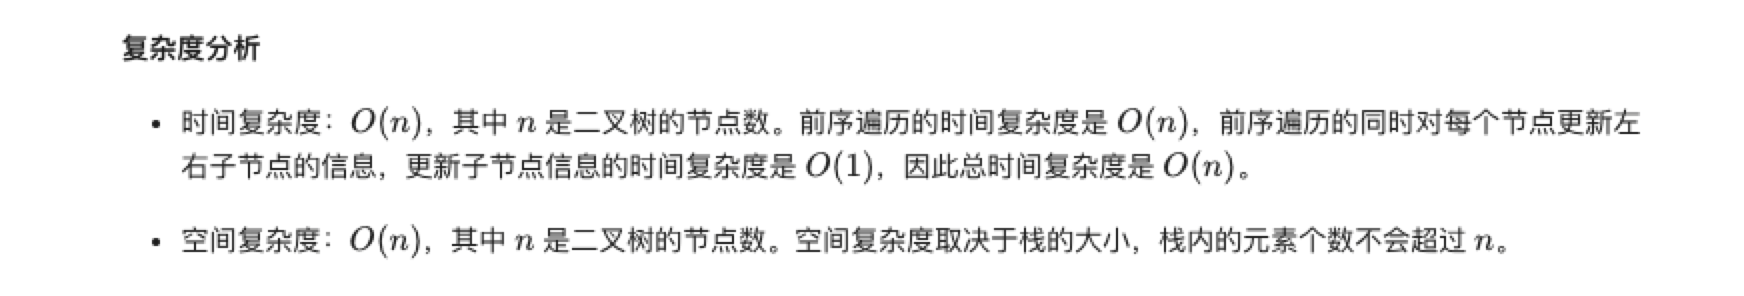 复杂度分析
• 时间复杂度：O(n)，其中 n 是二叉树的节点数。前序遍历的时间复杂度是 O(n)，前序遍历的同时对每个节点更新左
右子节点的信息，更新子节点信息的时间复杂度是 O(1)，因此总时间复杂度是 O(n)。
• 空间复杂度：O(n)，其中 n 是二叉树的节点数。空间复杂度取决于栈的大小，栈内的元素个数不会超过 n。